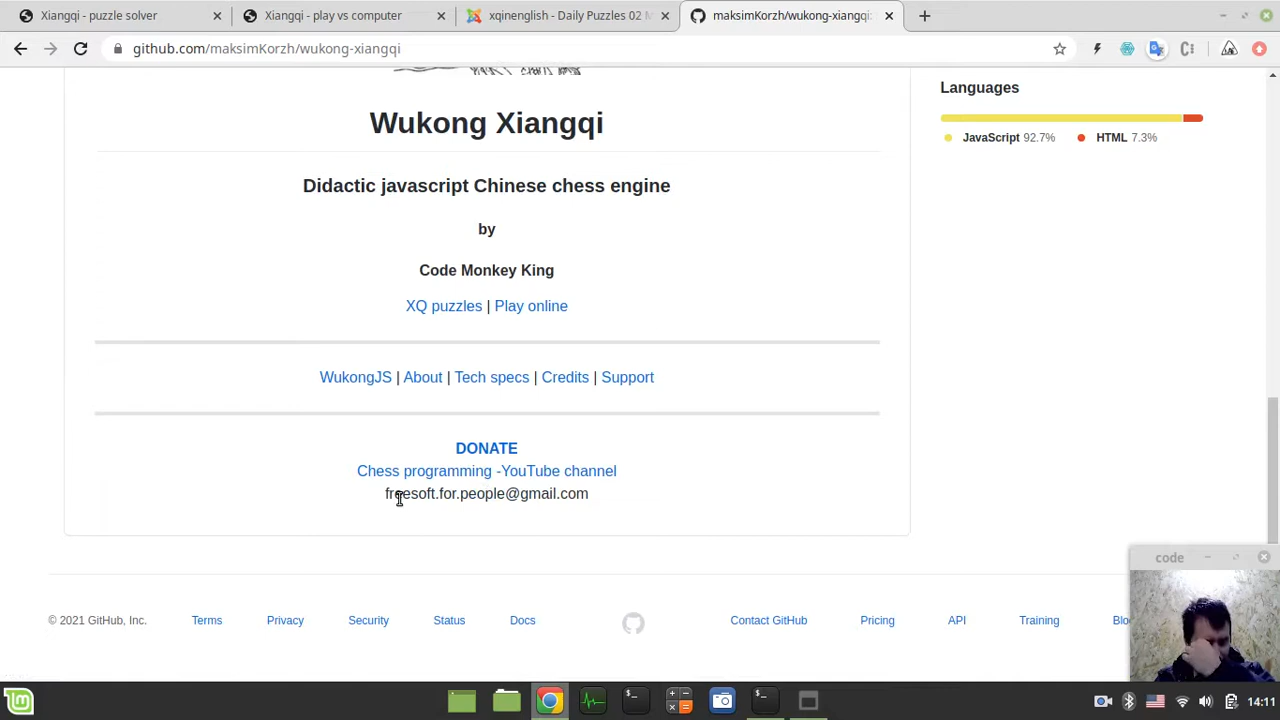 Xiangqi - puzzle solver
Xiangqi - play vs computer
xqinenglish - Daily Puzzles 02 M
maksimKorzh/wukong-xiangqi:
github.com/maksimKorzh/wukong-xiangqi
Languages
JavaScript 92.7%
HTML 7.3%
Wukong Xiangqi
Didactic javascript Chinese chess engine
by
Code Monkey King
XQ puzzles | Play online
WukongJS | About | Tech specs | Credits | Support
DONATE
Chess programming -YouTube channel
freesoft.for.people@gmail.com
code
© 2021 GitHub, Inc. Terms Privacy Security Status Docs Contact GitHub Pricing API Training Blo
14:11